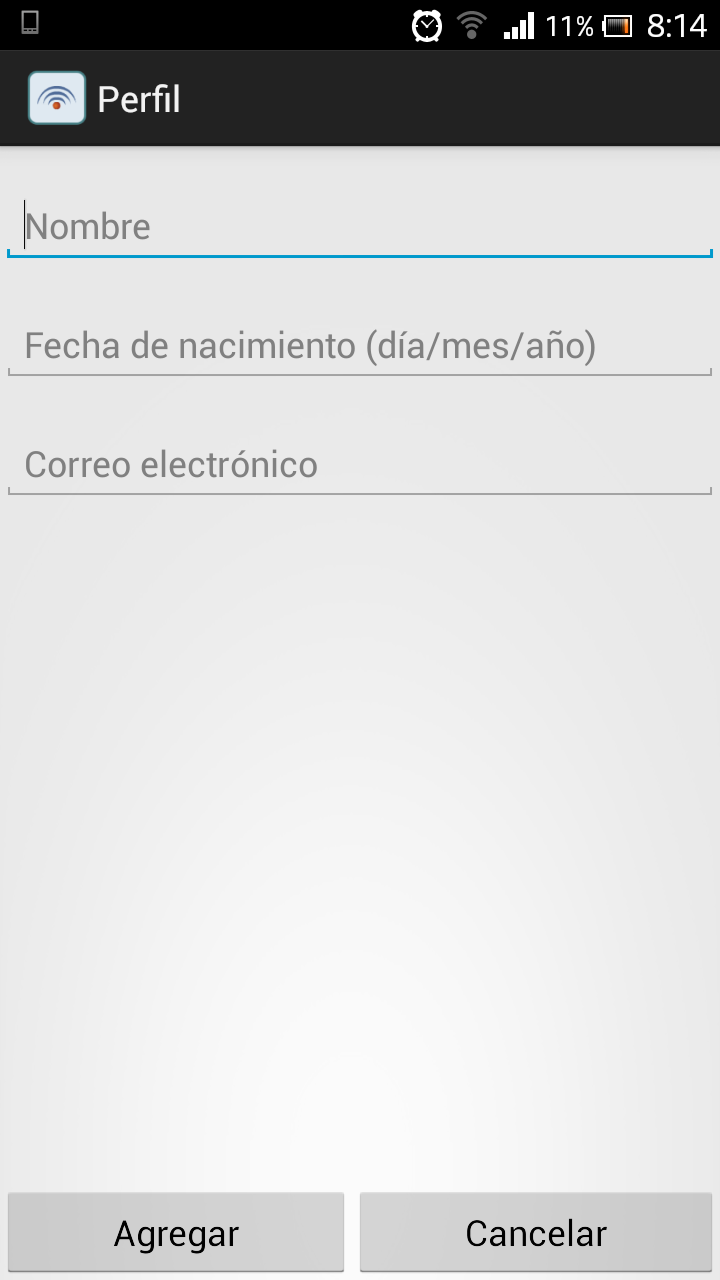 11% 8:14
Perfil
Nombre
Fecha de nacimiento (día/mes/año)
Correo electrónico
Agregar Cancelar